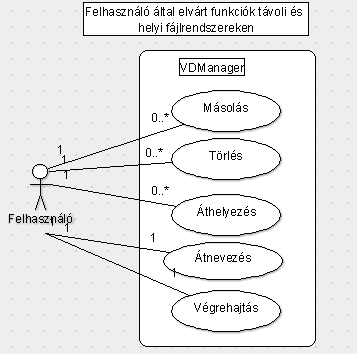 Felhasználó által elvárt funkciók távoli és
helyi fájlrendszereken
VDManager
Másolás
0..*
1
Törlés
0..*
1
1
Áthelyezés
0..*
Felhasználó
1
1
Átnevezés
1
1
Végrehajtás